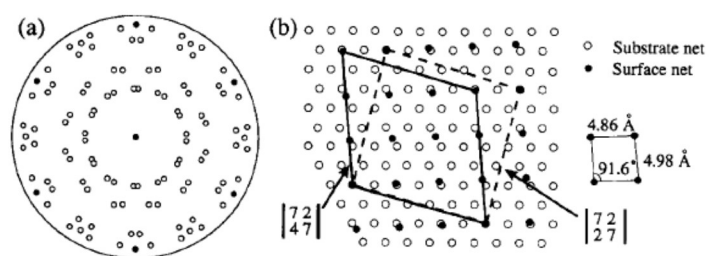 (a)
(b)
Substrate net
Surface net
4.86 Å
91.6°
4.98 Å
7 2
4 7
7 2
2 7